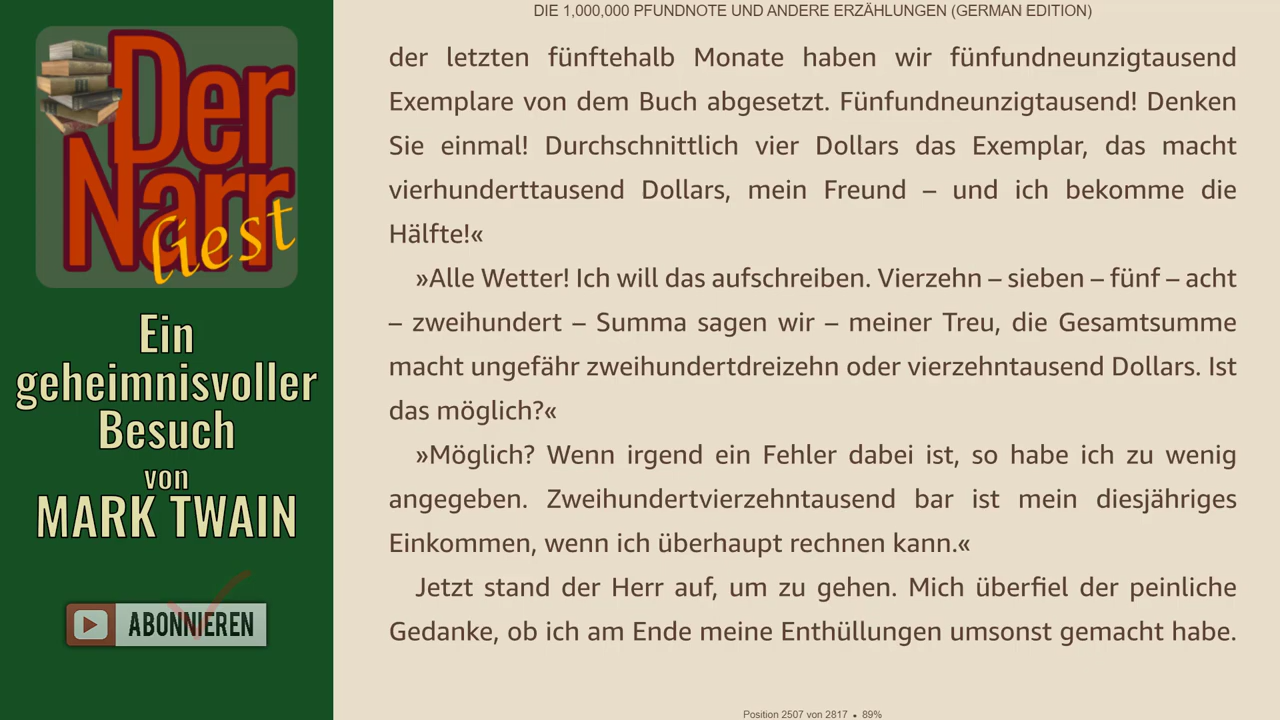 Der
Narr
liest
Ein
geheimnisvoller
Besuch
von
MARK TWAIN
ABONNIEREN
DIE 1,000,000 PFUNDNOTE UND ANDERE ERZÄHLUNGEN (GERMAN EDITION)
der letzten fünftehalb Monate haben wir fünfundneunzigtausend
Exemplare von dem Buch abgesetzt. Fünfundneunzigtausend! Denken
Sie einmal! Durchschnittlich vier Dollars das Exemplar, das macht
vierhunderttausend Dollars, mein Freund – und ich bekomme die
Hälfte!«
»Alle Wetter! Ich will das aufschreiben. Vierzehn – sieben – fünf – acht
– zweihundert – Summa sagen wir – meiner Treu, die Gesamtsumme
macht ungefähr zweihundertdreizehn oder vierzehntausend Dollars. Ist
das möglich?«
»Möglich? Wenn irgend ein Fehler dabei ist, so habe ich zu wenig
angegeben. Zweihundertvierzehntausend bar ist mein diesjähriges
Einkommen, wenn ich überhaupt rechnen kann.«
Jetzt stand der Herr auf, um zu gehen. Mich überfiel der peinliche
Gedanke, ob ich am Ende meine Enthüllungen umsonst gemacht habe.
Position 2507 von 2817 • 89%